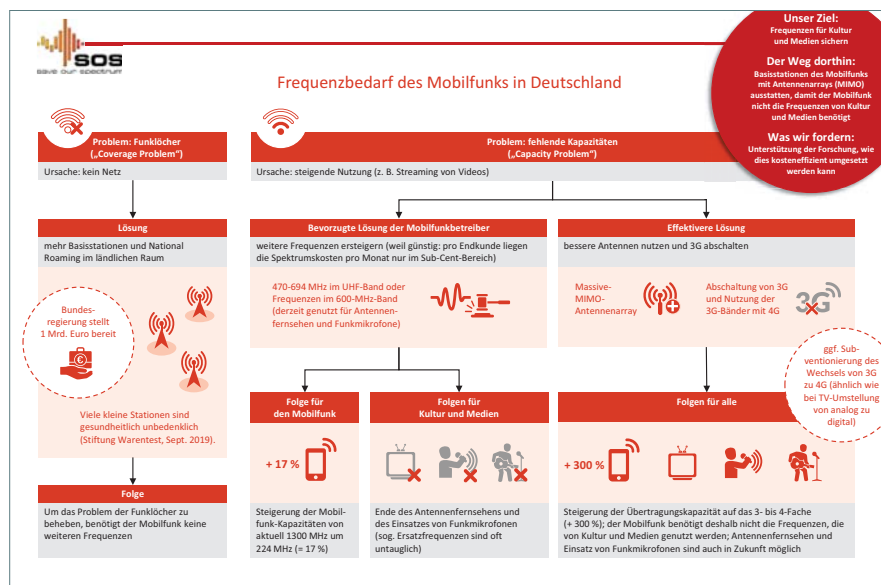 SOS
save our spectrum
Unser Ziel:
Frequenzen für Kultur
und Medien sichern
Der Weg dorthin:
Basisstationen des Mobilfunks
mit Antennenarrays (MIMO)
ausstatten, damit der Mobilfunk
nicht die Frequenzen von Kultur
und Medien benötigt
Was wir fordern:
Unterstützung der Forschung, wie
dies kosteneffizient umgesetzt
werden kann
Frequenzbedarf des Mobilfunks in Deutschland
Problem: Funklöcher
(„Coverage Problem“)
Ursache: kein Netz
Lösung
mehr Basisstationen und National
Roaming im ländlichen Raum
Bundes-
regierung stellt
1 Mrd. Euro bereit
Viele kleine Stationen sind
gesundheitlich unbedenklich
(Stiftung Warentest, Sept. 2019).
Folge
Um das Problem der Funklöcher zu
beheben, benötigt der Mobilfunk keine
weiteren Frequenzen
Problem: fehlende Kapazitäten
(„Capacity Problem“)
Ursache: steigende Nutzung (z. B. Streaming von Videos)
Bevorzugte Lösung der Mobilfunkbetreiber
weitere Frequenzen ersteigern (weil günstig: pro Endkunde liegen
die Spektrumskosten pro Monat nur im Sub-Cent-Bereich)
470-694 MHz im UHF-Band oder
Frequenzen im 600-MHz-Band
(derzeit genutzt für Antennen-
fernsehen und Funkmikrofone)
Folge für
den Mobilfunk
+ 17 %
Steigerung der Mobil-
funk-Kapazitäten von
aktuell 1300 MHz um
224 MHz (= 17 %)
Folgen für
Kultur und Medien
Ende des Antennenfernsehens und
des Einsatzes von Funkmikrofonen
(sog. Ersatzfrequenzen sind oft
untauglich)
Effektivere Lösung
bessere Antennen nutzen und 3G abschalten
Massive-
MIMO-
Antennenarray
Abschaltung von 3G
und Nutzung der
3G-Bänder mit 4G
3G
ggf. Sub-
ventionierung des
Wechsels von 3G
zu 4G (ähnlich wie
bei TV-Umstellung
von analog zu
digital)
Folgen für alle
+ 300 %
Steigerung der Übertragungskapazität auf das 3- bis 4-Fache
(+ 300 %); der Mobilfunk benötigt deshalb nicht die Frequenzen, die
von Kultur und Medien genutzt werden; Antennenfernsehen und
Einsatz von Funkmikrofonen sind auch in Zukunft möglich